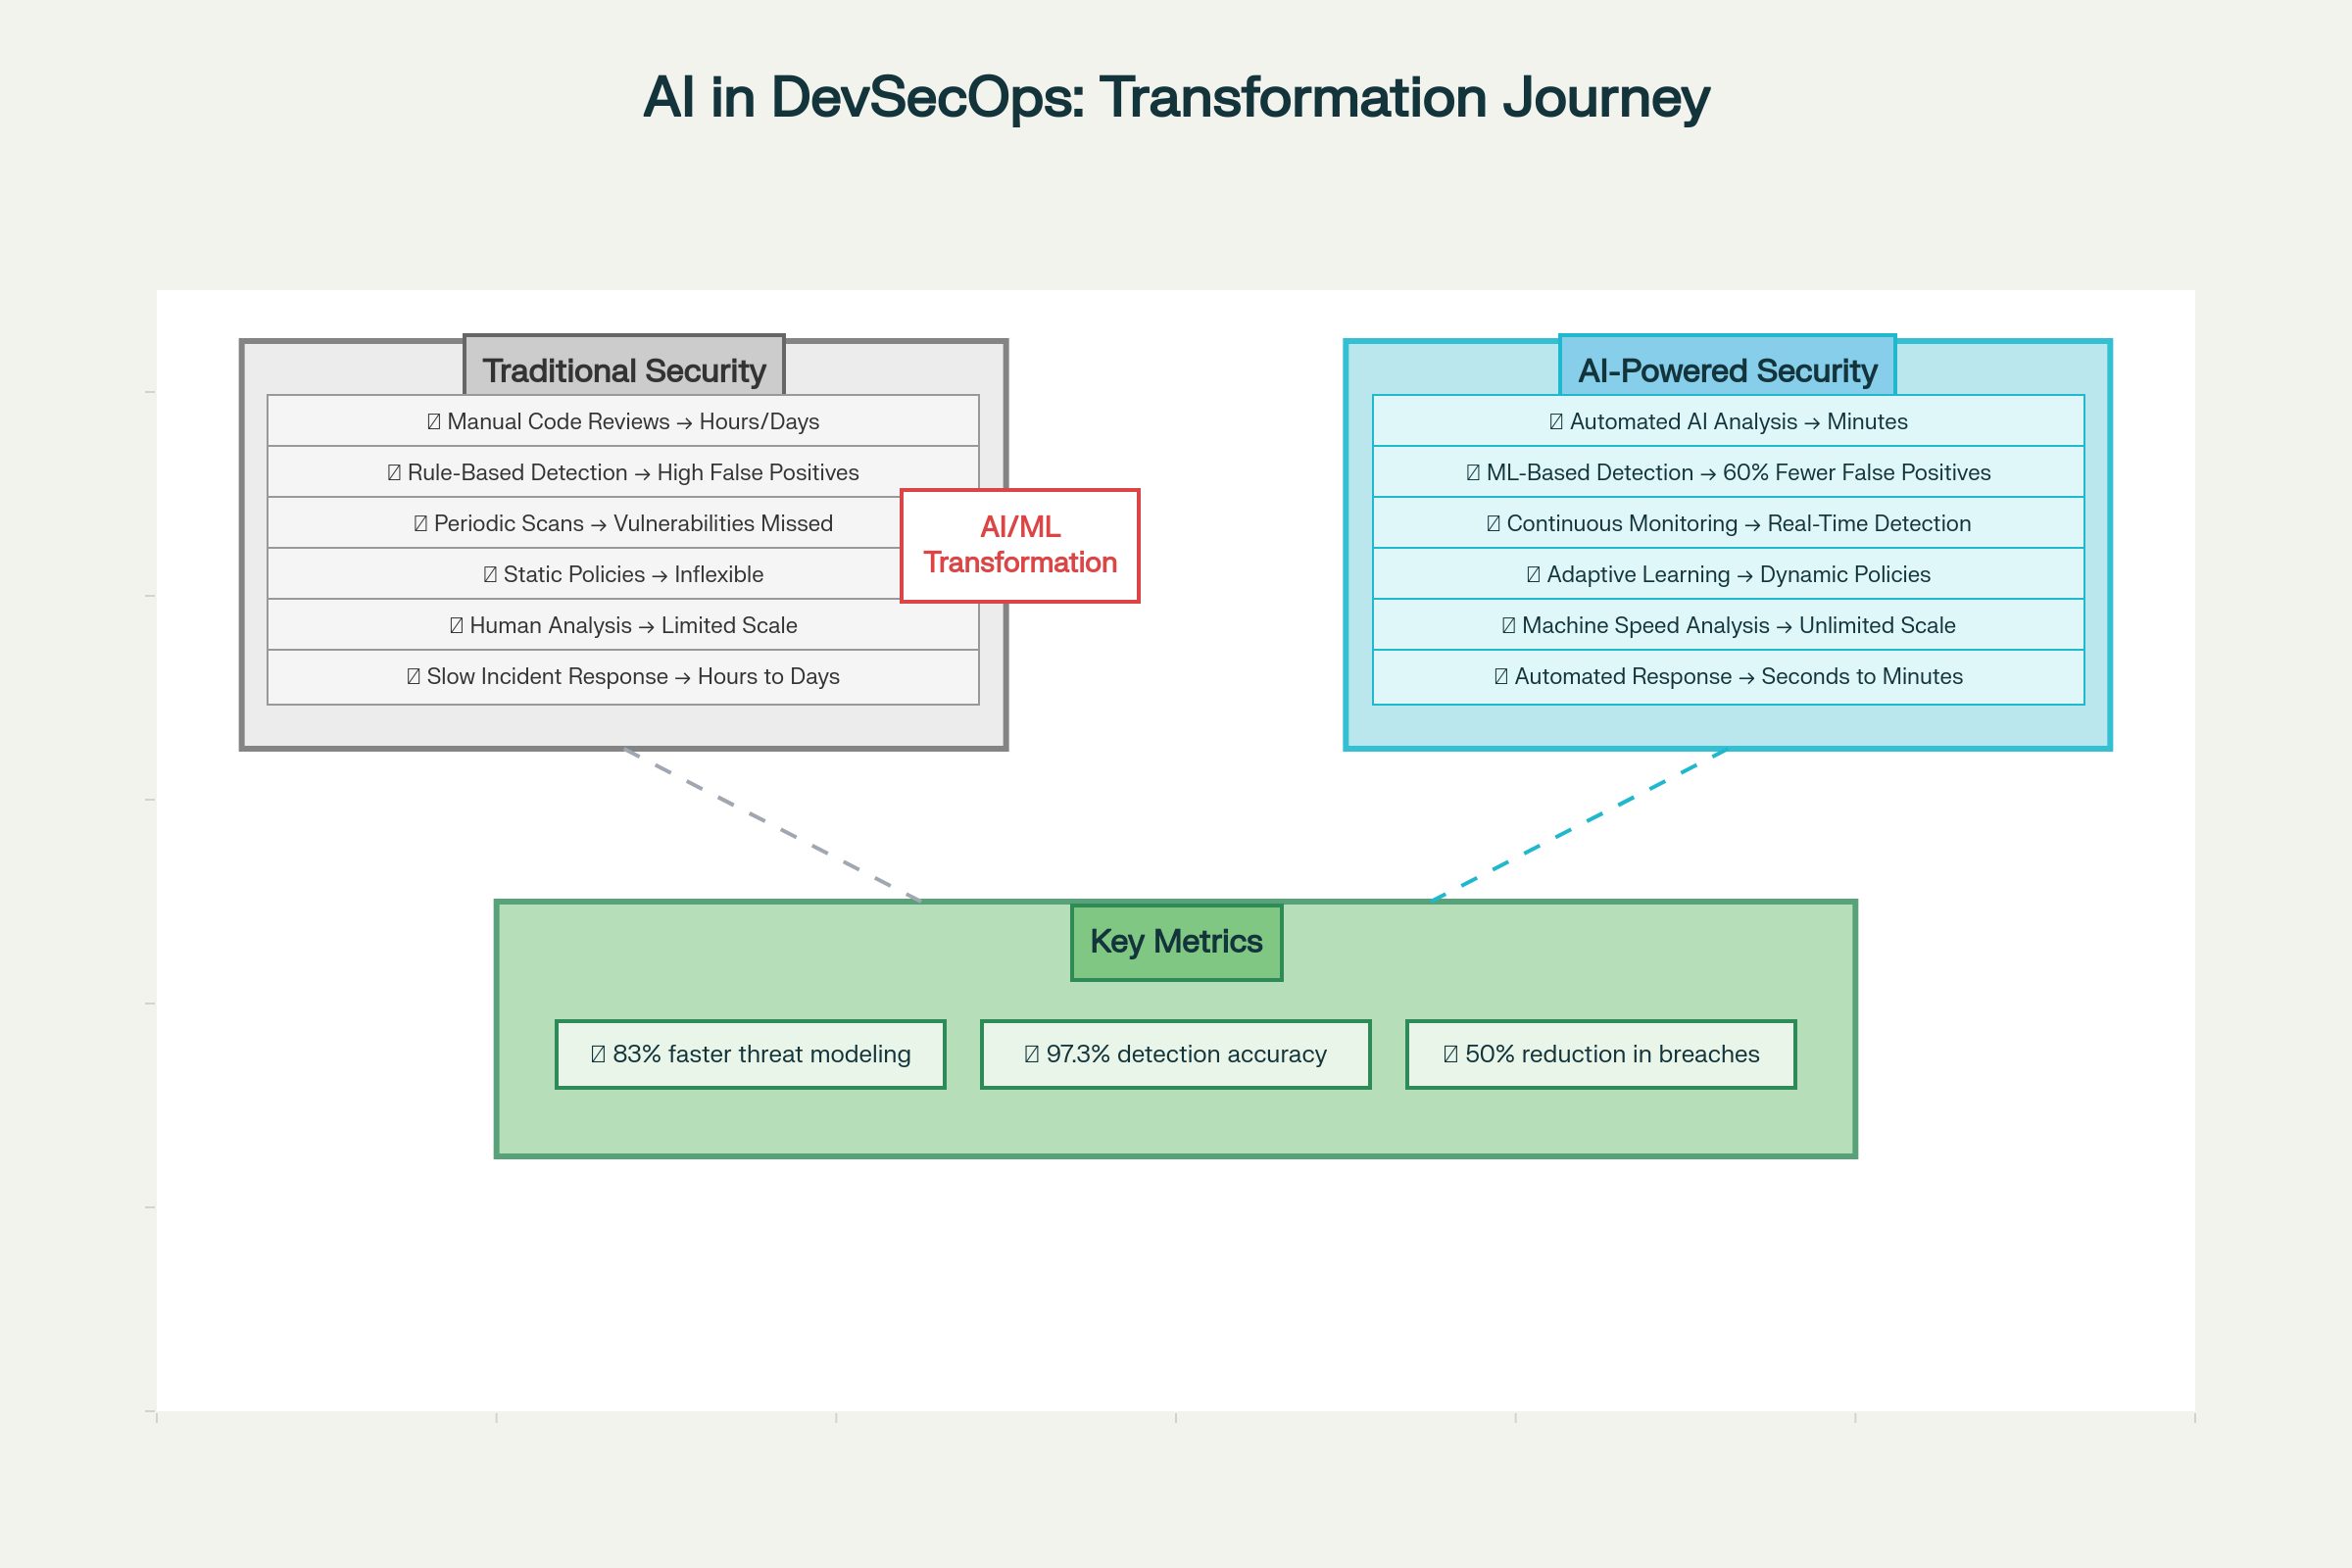 AI in DevSecOps: Transformation Journey
Traditional Security
Manual Code Reviews → Hours/Days
Rule-Based Detection → High False Positives
Periodic Scans → Vulnerabilities Missed
Static Policies → Inflexible
Human Analysis → Limited Scale
Slow Incident Response → Hours to Days
AI/ML
Transformation
AI-Powered Security
Automated AI Analysis → Minutes
ML-Based Detection → 60% Fewer False Positives
Continuous Monitoring → Real-Time Detection
Adaptive Learning → Dynamic Policies
Machine Speed Analysis → Unlimited Scale
Automated Response → Seconds to Minutes
Key Metrics
83% faster threat modeling
97.3% detection accuracy
50% reduction in breaches